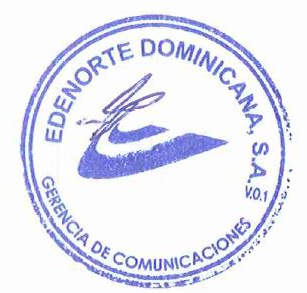 EDENORTE DOMINICANA, S.A.
V.0.1
GERENCIA DE COMUNICACIONES